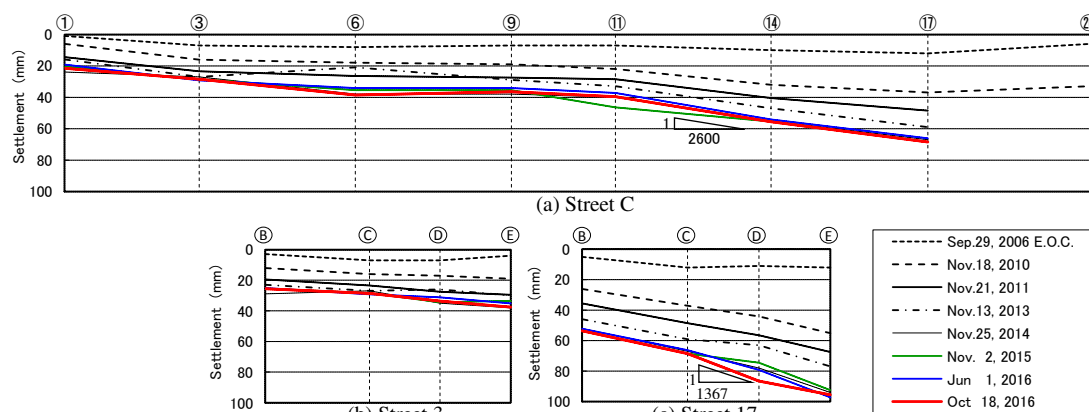 ① ③ ⑥ ⑨ ⑪ ⑭ ⑰
Settlement (mm)
0
20
40
60
80
100
1
2600
(a) Street C
Ⓑ Ⓒ Ⓓ Ⓔ
Settlement (mm)
0
20
40
60
80
100
(b) Street 3
Ⓑ Ⓒ Ⓓ Ⓔ
Settlement (mm)
0
20
40
60
80
100
1
1367
(c) Street 17
Sep.29, 2006 E.O.C.
Nov.18, 2010
Nov.21, 2011
Nov.13, 2013
Nov.25, 2014
Nov. 2, 2015
Jun 1, 2016
Oct 18, 2016